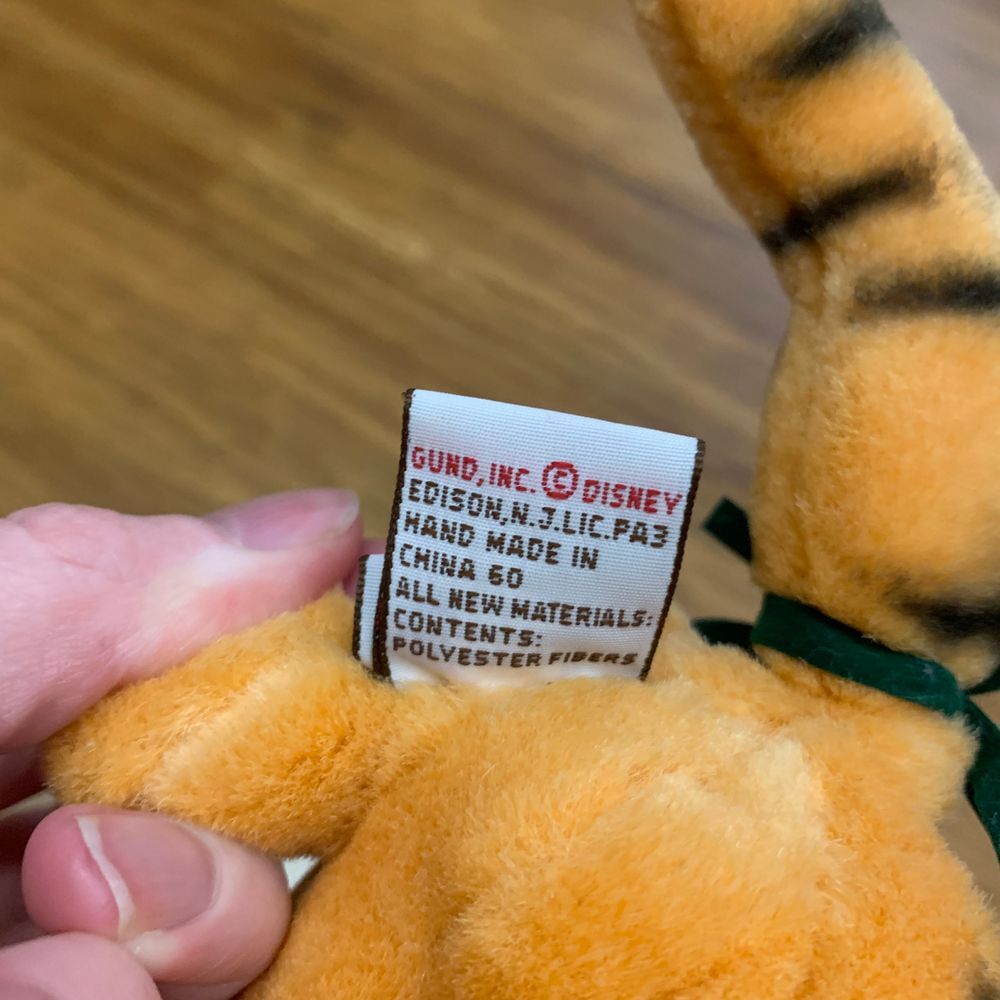 GUND, INC. © DISNEY
EDISON, N.J. LIC. PA3
HAND MADE IN
CHINA 60
ALL NEW MATERIALS:
CONTENTS:
POLYESTER FIBERS